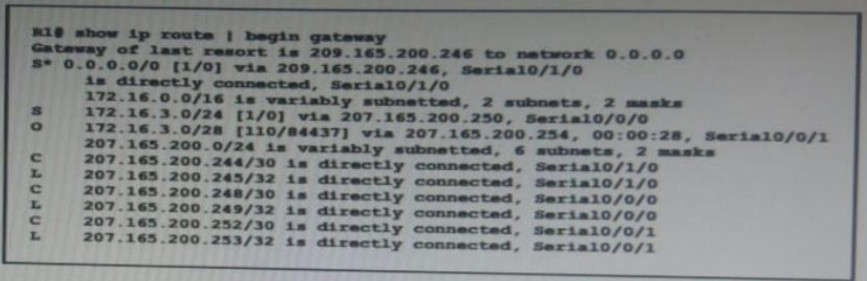 R1# show ip route | begin gateway
Gateway of last resort is 209.165.200.246 to network 0.0.0.0
S* 0.0.0.0/0 [1/0] via 209.165.200.246, Serial0/1/0
is directly connected, Serial0/1/0
172.16.0.0/16 is variably subnetted, 2 subnets, 2 masks
S 172.16.3.0/24 [1/0] via 207.165.200.250, Serial0/0/0
O 172.16.3.0/28 [110/84437] via 207.165.200.254, 00:00:28, Serial0/0/1
207.165.200.0/24 is variably subnetted, 6 subnets, 2 masks
C 207.165.200.244/30 is directly connected, Serial0/1/0
L 207.165.200.245/32 is directly connected, Serial0/1/0
C 207.165.200.248/30 is directly connected, Serial0/0/0
L 207.165.200.249/32 is directly connected, Serial0/0/0
C 207.165.200.252/30 is directly connected, Serial0/0/1
L 207.165.200.253/32 is directly connected, Serial0/0/1